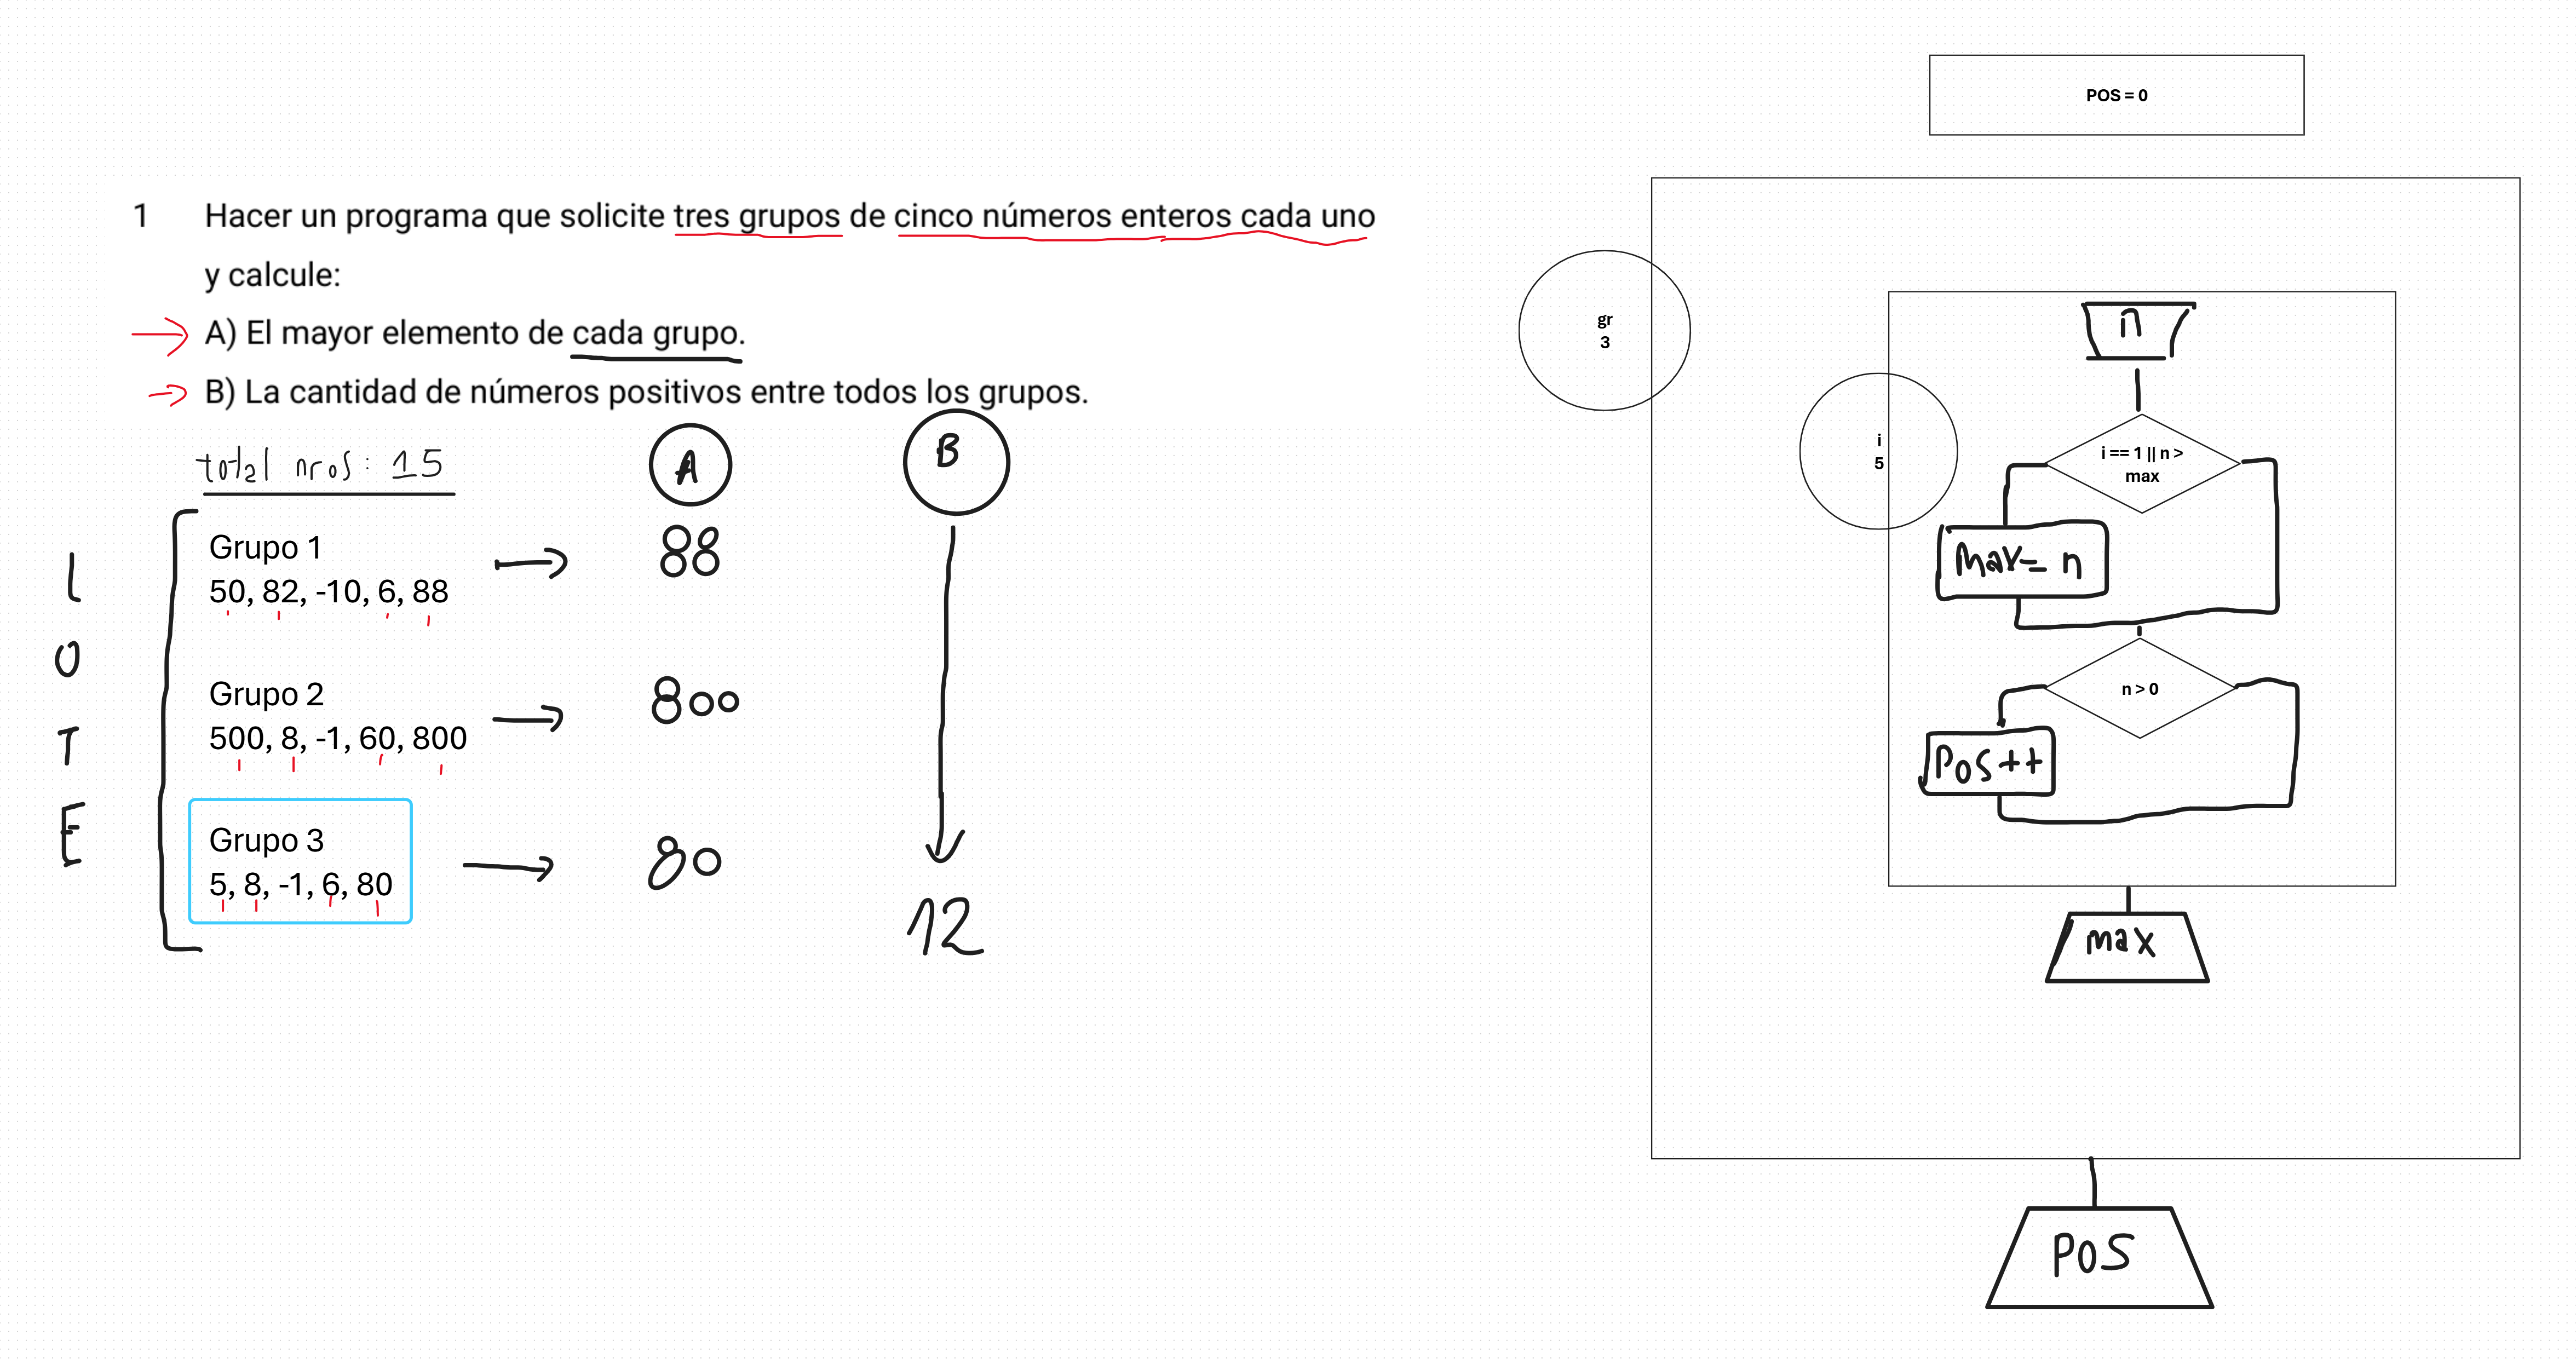 1 Hacer un programa que solicite tres grupos de cinco números enteros cada uno
y calcule:
A) El mayor elemento de cada grupo.
B) La cantidad de números positivos entre todos los grupos.
total nros: 15
A
B
L
O
T
E
Grupo 1
50, 82, -10, 6, 88
88
Grupo 2
500, 8, -1, 60, 800
800
Grupo 3
5, 8, -1, 6, 80
80
12
POS = 0
gr
3
i
5
n
i == 1 || n >
max
Max= n
n > 0
Pos++
max
POS